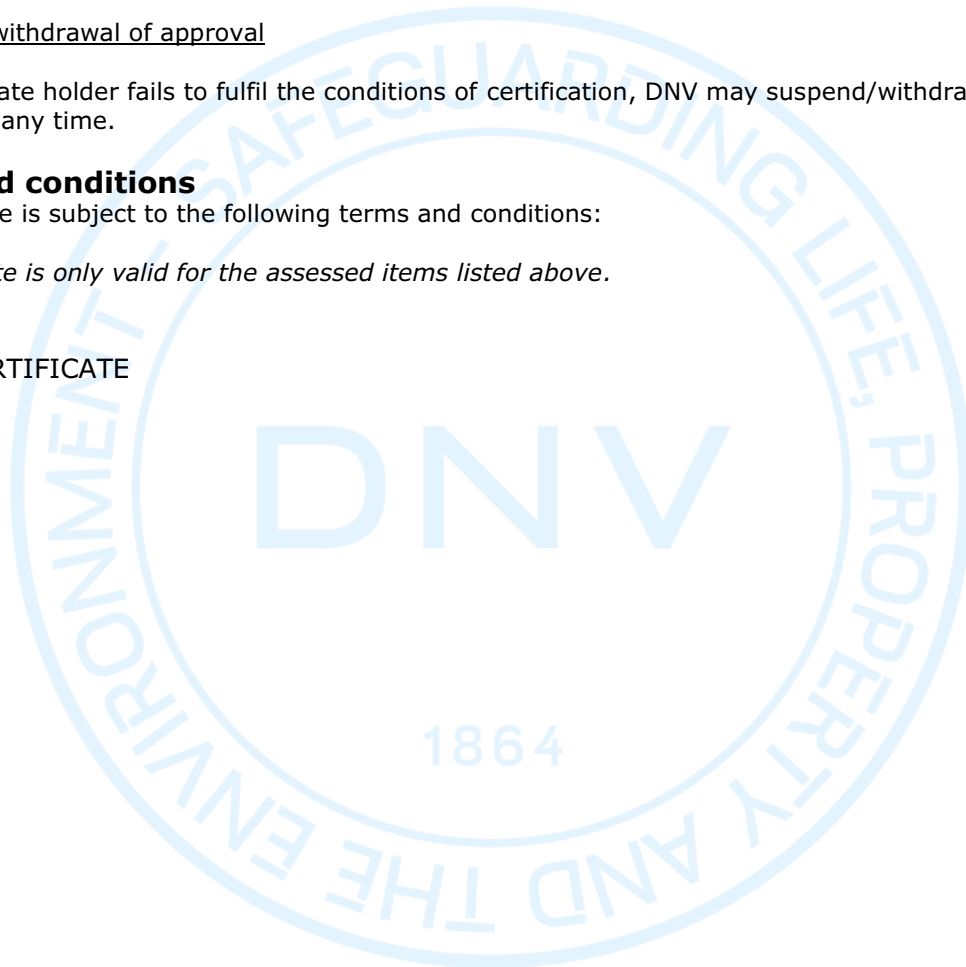 withdrawal of approval
ate holder fails to fulfil the conditions of certification, DNV may suspend/withdra
any time.
d conditions
e is subject to the following terms and conditions:
te is only valid for the assessed items listed above.
RTIFICATE
SAFEGUARDING LIFE, PROPERTY AND THE ENVIRONMENT –
DNV
1864